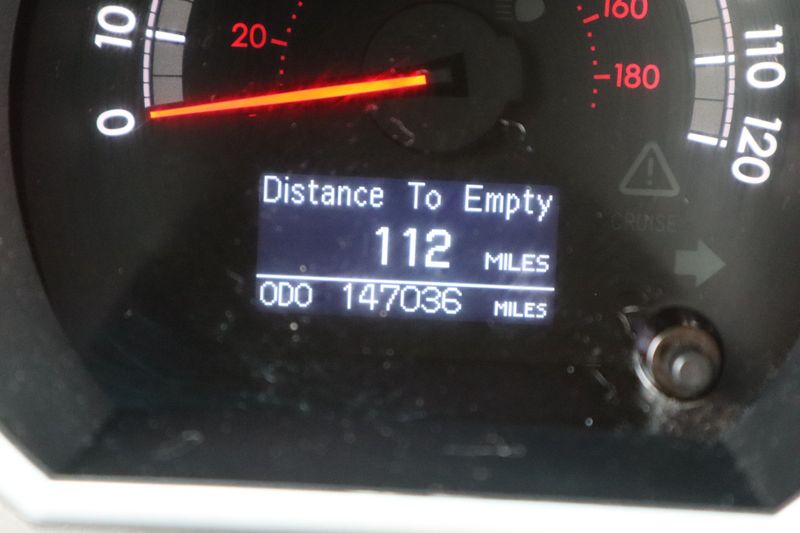 10
20
160
110
0
180
120
Distance To Empty
112 MILES
CRUISE
ODO 147036 MILES